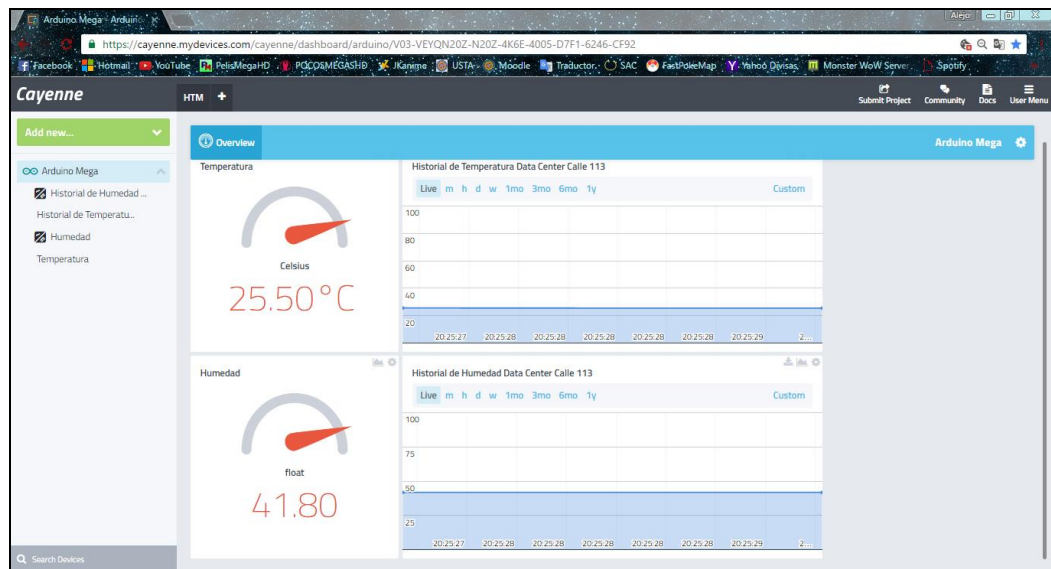 Arduino Mega - Arduino
Alejo
https://cayenne.mydevices.com/cayenne/dashboard/arduino/V03-VEYQN20Z-N20Z-4K6E-4005-D7F1-6246-CF92
Facebook Hotmail YouTube PelisMegaHD POCOSMEGASHD JKanime USTA Moodle Traductor SAC FastPokeMap Yahoo Divisas Monster WoW Server Spotify
Cayenne HTM + Submit Project Community Docs User Menu
Add new...
Overview Arduino Mega
Arduino Mega
Historial de Humedad ...
Historial de Temperatu...
Humedad
Temperatura
Temperatura
Celsius
25.50°C
Historial de Temperatura Data Center Calle 113
Live m h d w 1mo 3mo 6mo 1y Custom
100
80
60
40
20
20:25:27 20:25:28 20:25:28 20:25:28 20:25:28 20:25:28 20:25:29 2...
Humedad
float
41.80
Historial de Humedad Data Center Calle 113
Live m h d w 1mo 3mo 6mo 1y Custom
100
75
50
25
20:25:27 20:25:28 20:25:28 20:25:28 20:25:28 20:25:28 20:25:29 2...
Search Devices